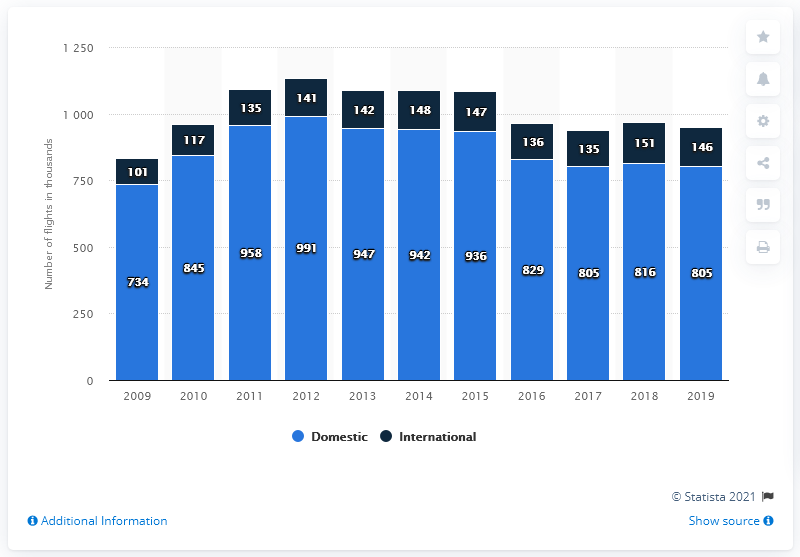 1 250
1 000
750
500
250
0
Number of flights in thousands
101 117 135 141 142 148 147 136 135 151 146
734 845 958 991 947 942 936 829 805 816 805
2009 2010 2011 2012 2013 2014 2015 2016 2017 2018 2019
Domestic International
© Statista 2021
Additional Information Show source